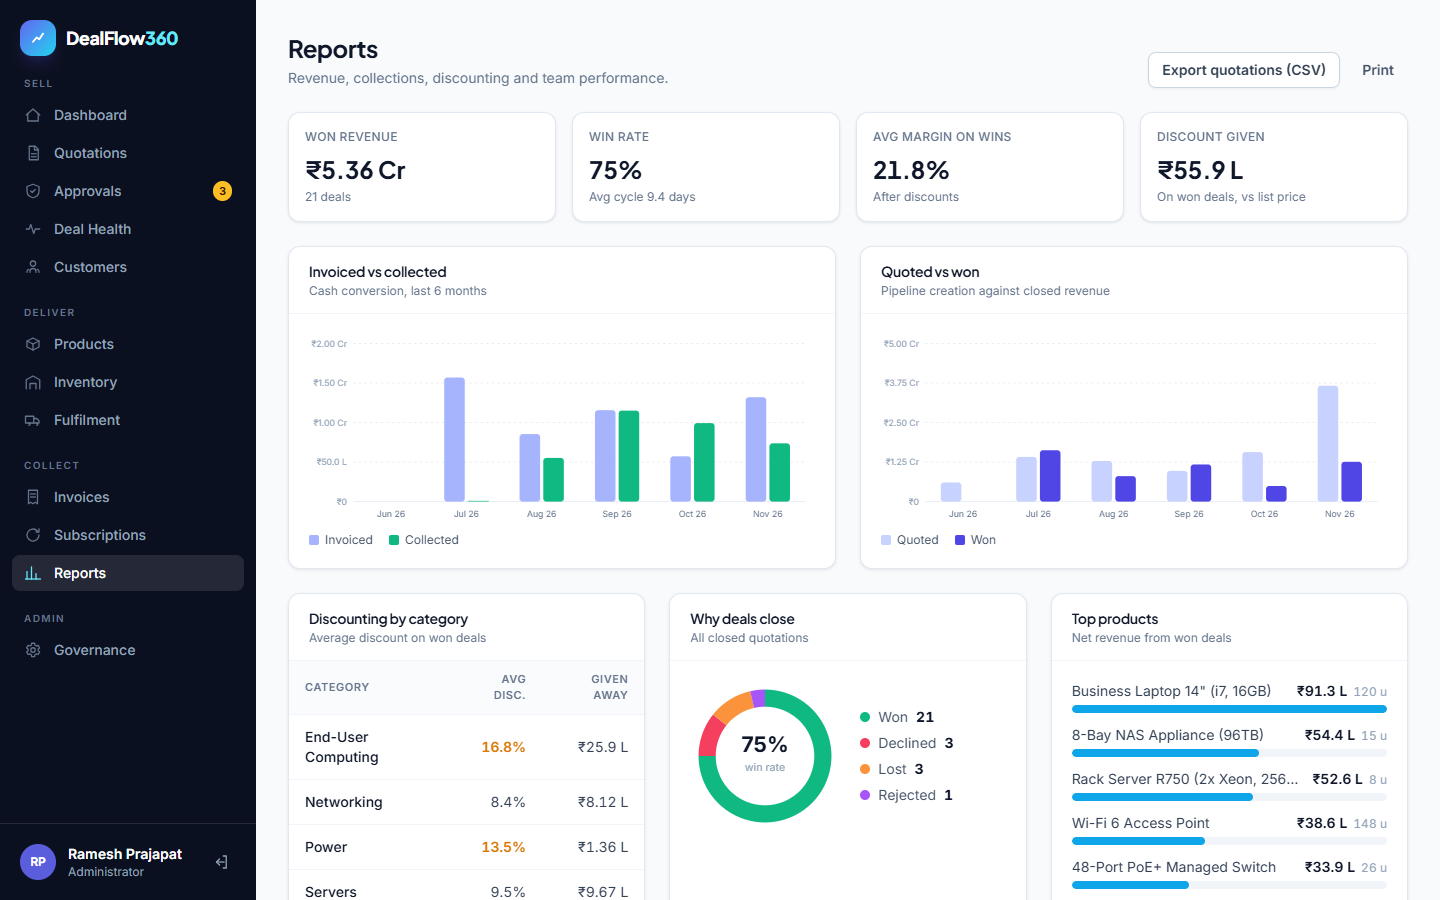 DealFlow360
SELL
Dashboard
Quotations
Approvals 3
Deal Health
Customers
DELIVER
Products
Inventory
Fulfilment
COLLECT
Invoices
Subscriptions
Reports
ADMIN
Governance
RP
Ramesh Prajapat
Administrator
Reports
Revenue, collections, discounting and team performance.
Export quotations (CSV)
Print
WON REVENUE
₹5.36 Cr
21 deals
WIN RATE
75%
Avg cycle 9.4 days
AVG MARGIN ON WINS
21.8%
After discounts
DISCOUNT GIVEN
₹55.9 L
On won deals, vs list price
Invoiced vs collected
Cash conversion, last 6 months
₹2.00 Cr
₹1.50 Cr
₹1.00 Cr
₹50.0 L
₹0
Jun 26 Jul 26 Aug 26 Sep 26 Oct 26 Nov 26
Invoiced Collected
Quoted vs won
Pipeline creation against closed revenue
₹5.00 Cr
₹3.75 Cr
₹2.50 Cr
₹1.25 Cr
₹0
Jun 26 Jul 26 Aug 26 Sep 26 Oct 26 Nov 26
Quoted Won
Discounting by category
Average discount on won deals
CATEGORY AVG DISC. GIVEN AWAY
End-User Computing 16.8% ₹25.9 L
Networking 8.4% ₹8.12 L
Power 13.5% ₹1.36 L
Servers 9.5% ₹9.67 L
Why deals close
All closed quotations
75%
win rate
Won 21
Declined 3
Lost 3
Rejected 1
Top products
Net revenue from won deals
Business Laptop 14" (i7, 16GB) ₹91.3 L 120 u
8-Bay NAS Appliance (96TB) ₹54.4 L 15 u
Rack Server R750 (2x Xeon, 256... ₹52.6 L 8 u
Wi-Fi 6 Access Point ₹38.6 L 148 u
48-Port PoE+ Managed Switch ₹33.9 L 26 u